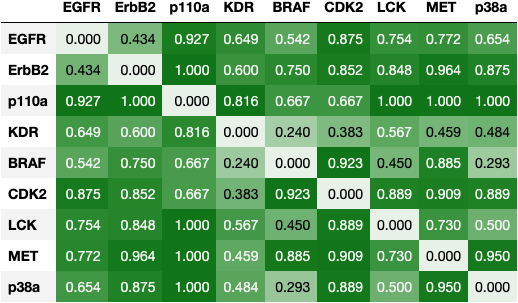 EGFR ErbB2 p110a KDR BRAF CDK2 LCK MET p38a
EGFR 0.000 0.434 0.927 0.649 0.542 0.875 0.754 0.772 0.654
ErbB2 0.434 0.000 1.000 0.600 0.750 0.852 0.848 0.964 0.875
p110a 0.927 1.000 0.000 0.816 0.667 0.667 1.000 1.000 1.000
KDR 0.649 0.600 0.816 0.000 0.240 0.383 0.567 0.459 0.484
BRAF 0.542 0.750 0.667 0.240 0.000 0.923 0.450 0.885 0.293
CDK2 0.875 0.852 0.667 0.383 0.923 0.000 0.889 0.909 0.889
LCK 0.754 0.848 1.000 0.567 0.450 0.889 0.000 0.730 0.500
MET 0.772 0.964 1.000 0.459 0.885 0.909 0.730 0.000 0.950
p38a 0.654 0.875 1.000 0.484 0.293 0.889 0.500 0.950 0.000